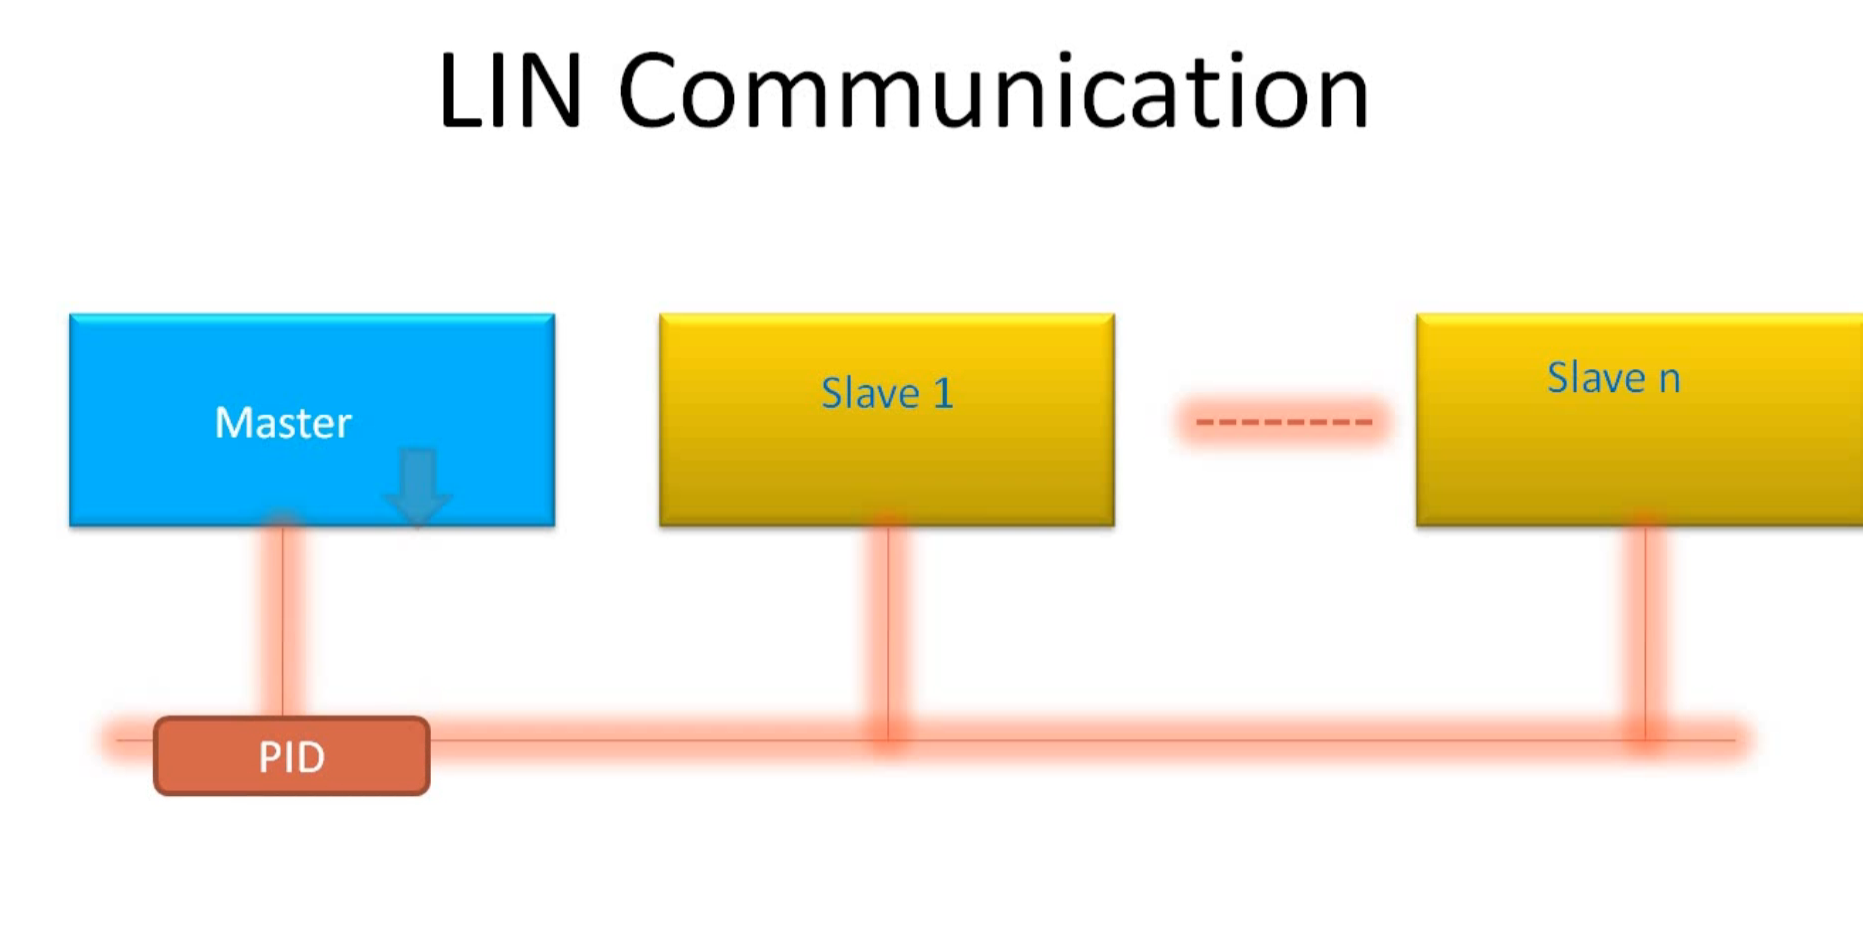 LIN Communication
Master
Slave 1
Slave n
PID